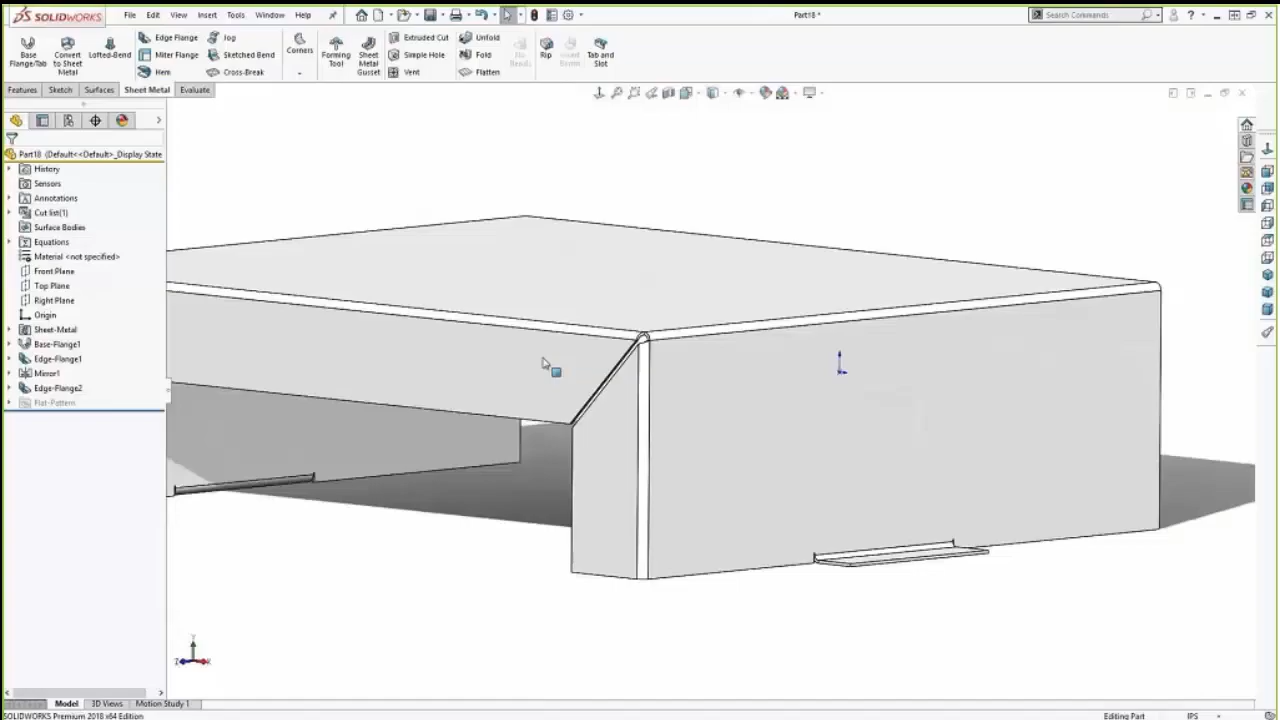 SOLIDWORKS File Edit View Insert Tools Window Help Part18 * Search Commands
Base Flange/Tab
Convert to Sheet Metal
Lofted-Bend
Edge Flange
Miter Flange
Hem
Jog
Sketched Bend
Cross-Break
Corners
Forming Tool
Sheet Metal Gusset
Extruded Cut
Simple Hole
Vent
Unfold
Fold
Flatten
No Bends
Rip
Insert Bends
Tab and Slot
Features Sketch Surfaces Sheet Metal Evaluate
Part18 (Default<<Default>_Display State
History
Sensors
Annotations
Cut list(1)
Surface Bodies
Equations
Material <not specified>
Front Plane
Top Plane
Right Plane
Origin
Sheet-Metal
Base-Flange1
Edge-Flange1
Mirror1
Edge-Flange2
Flat-Pattern
Y
Z X
Model 3D Views Motion Study 1
SOLIDWORKS Premium 2018 x64 Edition Editing Part IPS